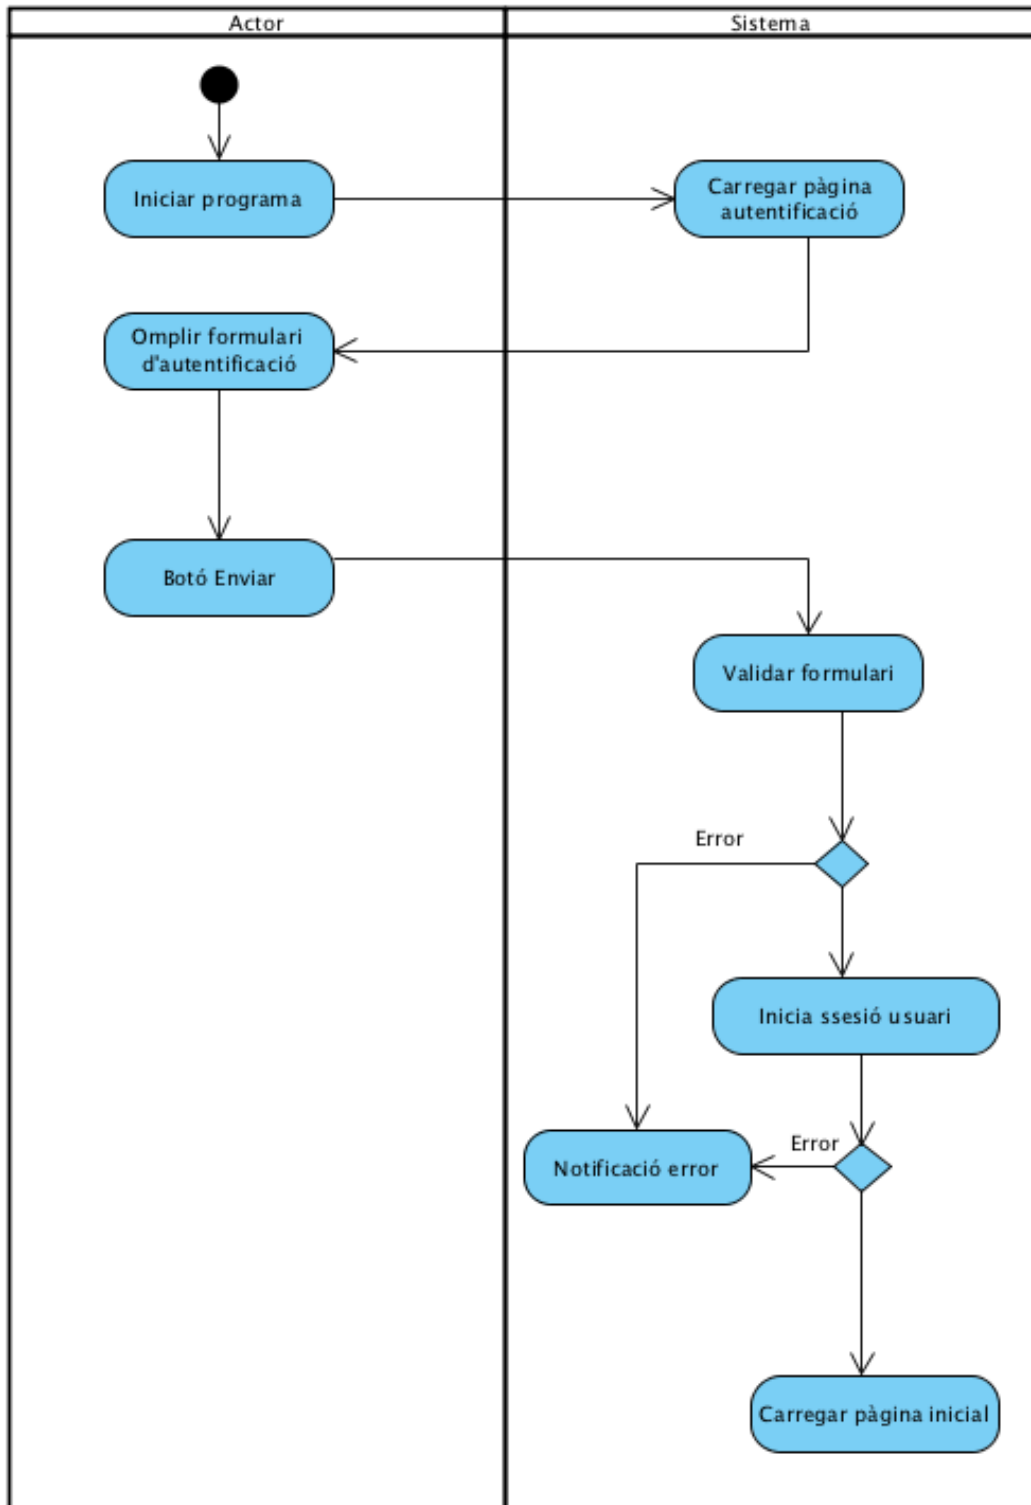 Actor
Sistema
Iniciar programa
Carregar pàgina
autentificació
Omplir formulari
d'autentificació
Botó Enviar
Validar formulari
Error
Inicia ssesió usuari
Error
Notificació error
Carregar pàgina inicial